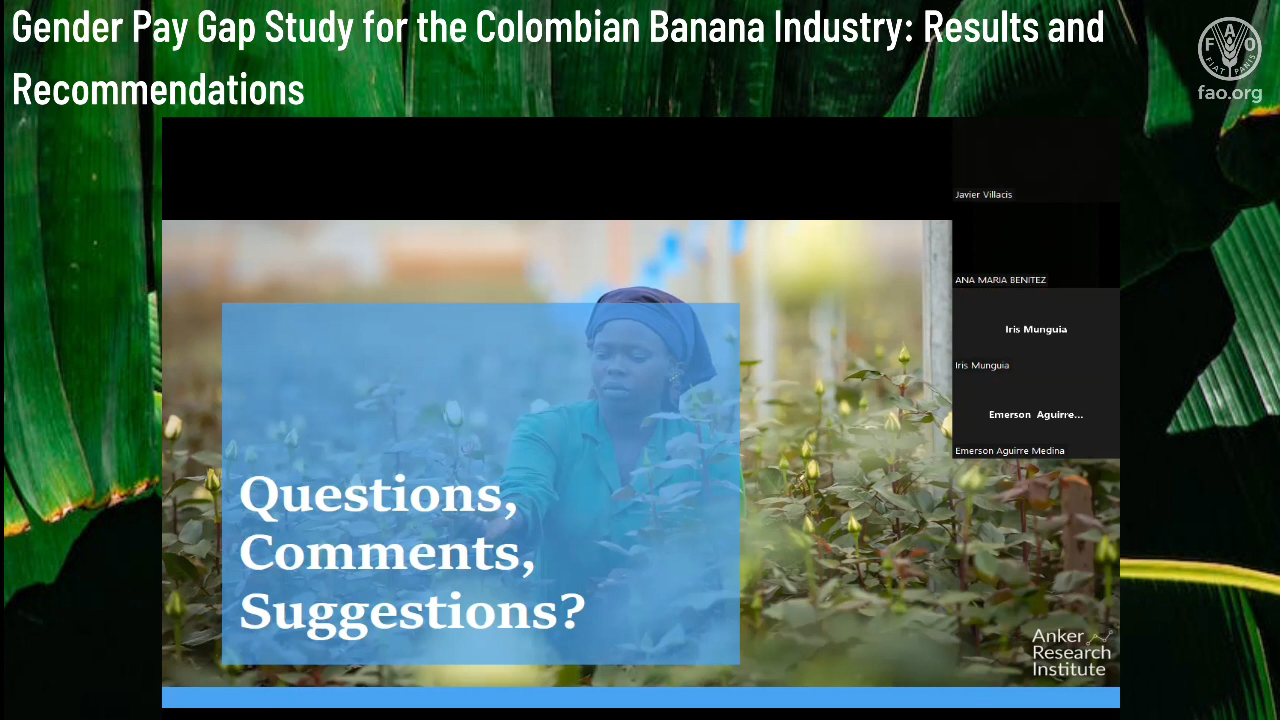 Gender Pay Gap Study for the Colombian Banana Industry: Results and
Recommendations
F A O
FIAT PANIS
fao.org
Javier Villacis
ANA MARIA BENITEZ
Iris Munguia
Iris Munguia
Emerson Aguirre...
Emerson Aguirre Medina
Questions,
Comments,
Suggestions?
Anker
Research
Institute